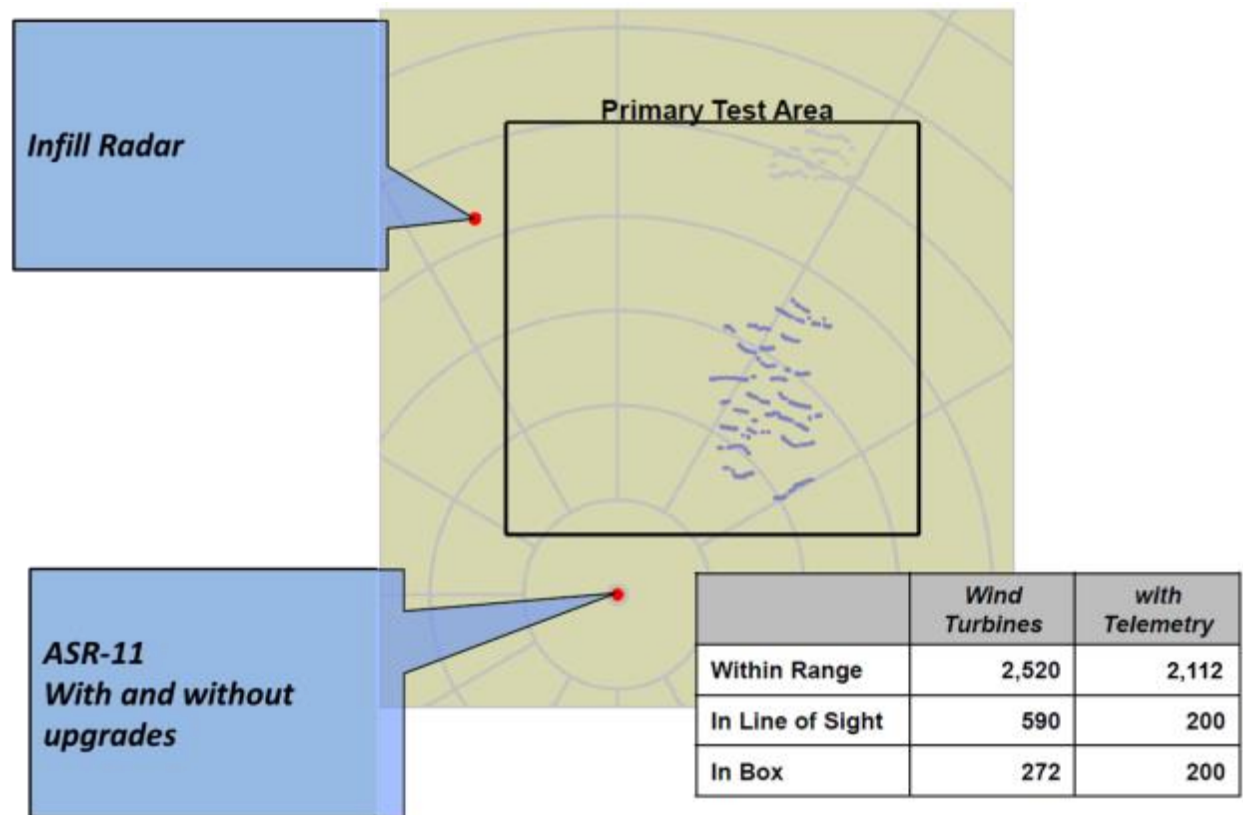 Primary Test Area
Infill Radar
ASR-11
With and without
upgrades
Wind Turbines with Telemetry
Within Range 2,520 2,112
In Line of Sight 590 200
In Box 272 200